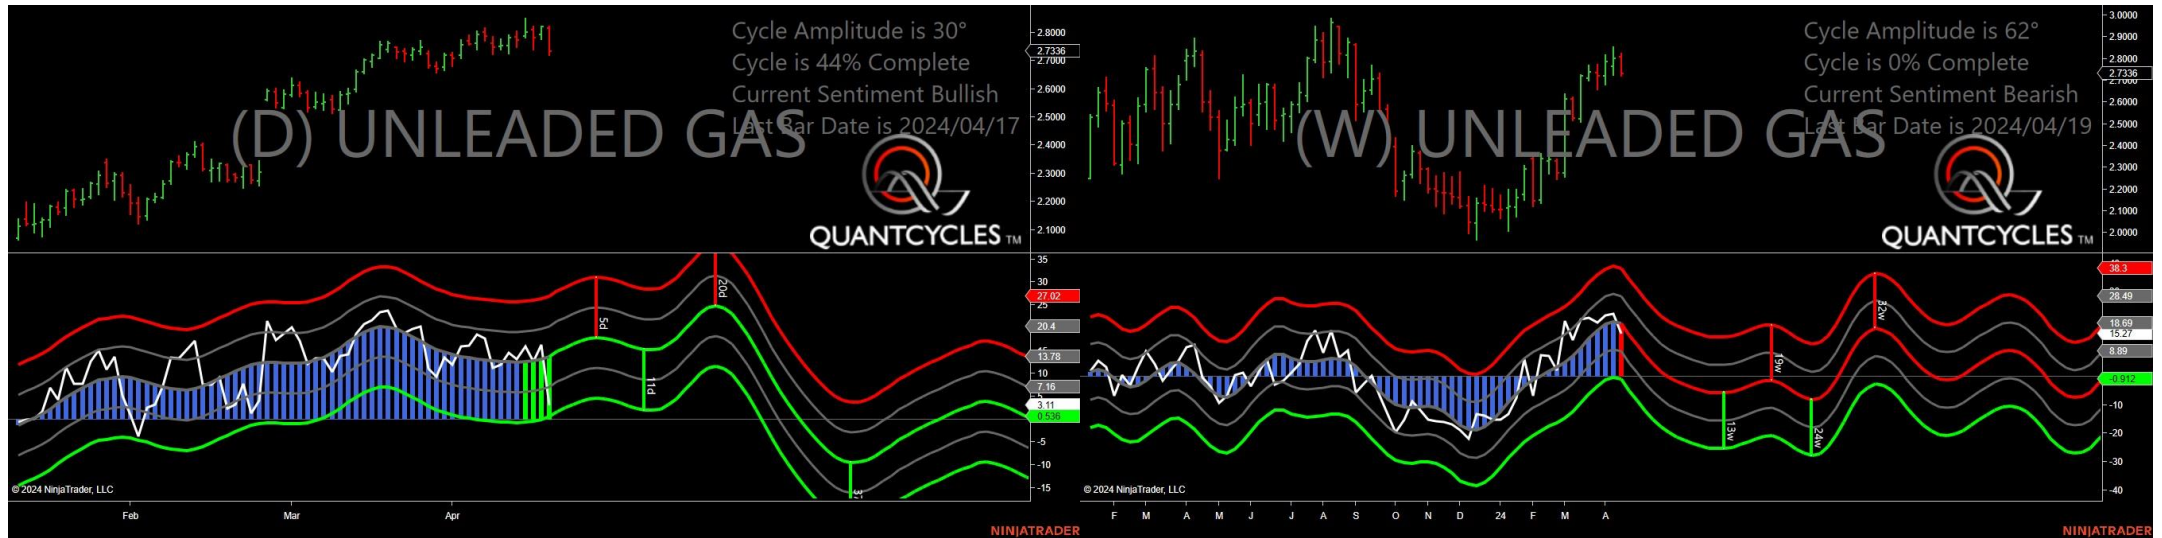 Cycle Amplitude is 30°
Cycle is 44% Complete
Current Sentiment Bullish
Last Bar Date is 2024/04/17
(D) UNLEADED GAS
QUANTCYCLES TM
2.8000
2.7336
2.7000
2.6000
2.5000
2.4000
2.3000
2.2000
2.1000
35
30
27.02
25
20.4
15
13.78
10
7.16
5
3.11
0.536
-5
-10
-15
5d
11d
20d
© 2024 NinjaTrader, LLC
Feb Mar Apr
NINJATRADER
Cycle Amplitude is 62°
Cycle is 0% Complete
Current Sentiment Bearish
Last Bar Date is 2024/04/19
(W) UNLEADED GAS
QUANTCYCLES TM
3.0000
2.9000
2.8000
2.7336
2.6000
2.5000
2.4000
2.3000
2.2000
2.1000
2.0000
38.3
28.49
18.69
15.27
8.89
-0.912
-10
-20
-30
-40
13w
19w
24w
32w
© 2024 NinjaTrader, LLC
F M A M J J A S O N D 24 F M A
NINJATRADER